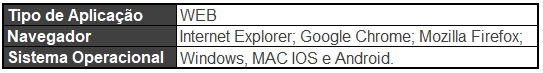 Tipo de Aplicação WEB
Navegador Internet Explorer; Google Chrome; Mozilla Firefox;
Sistema Operacional Windows, MAC IOS e Android.